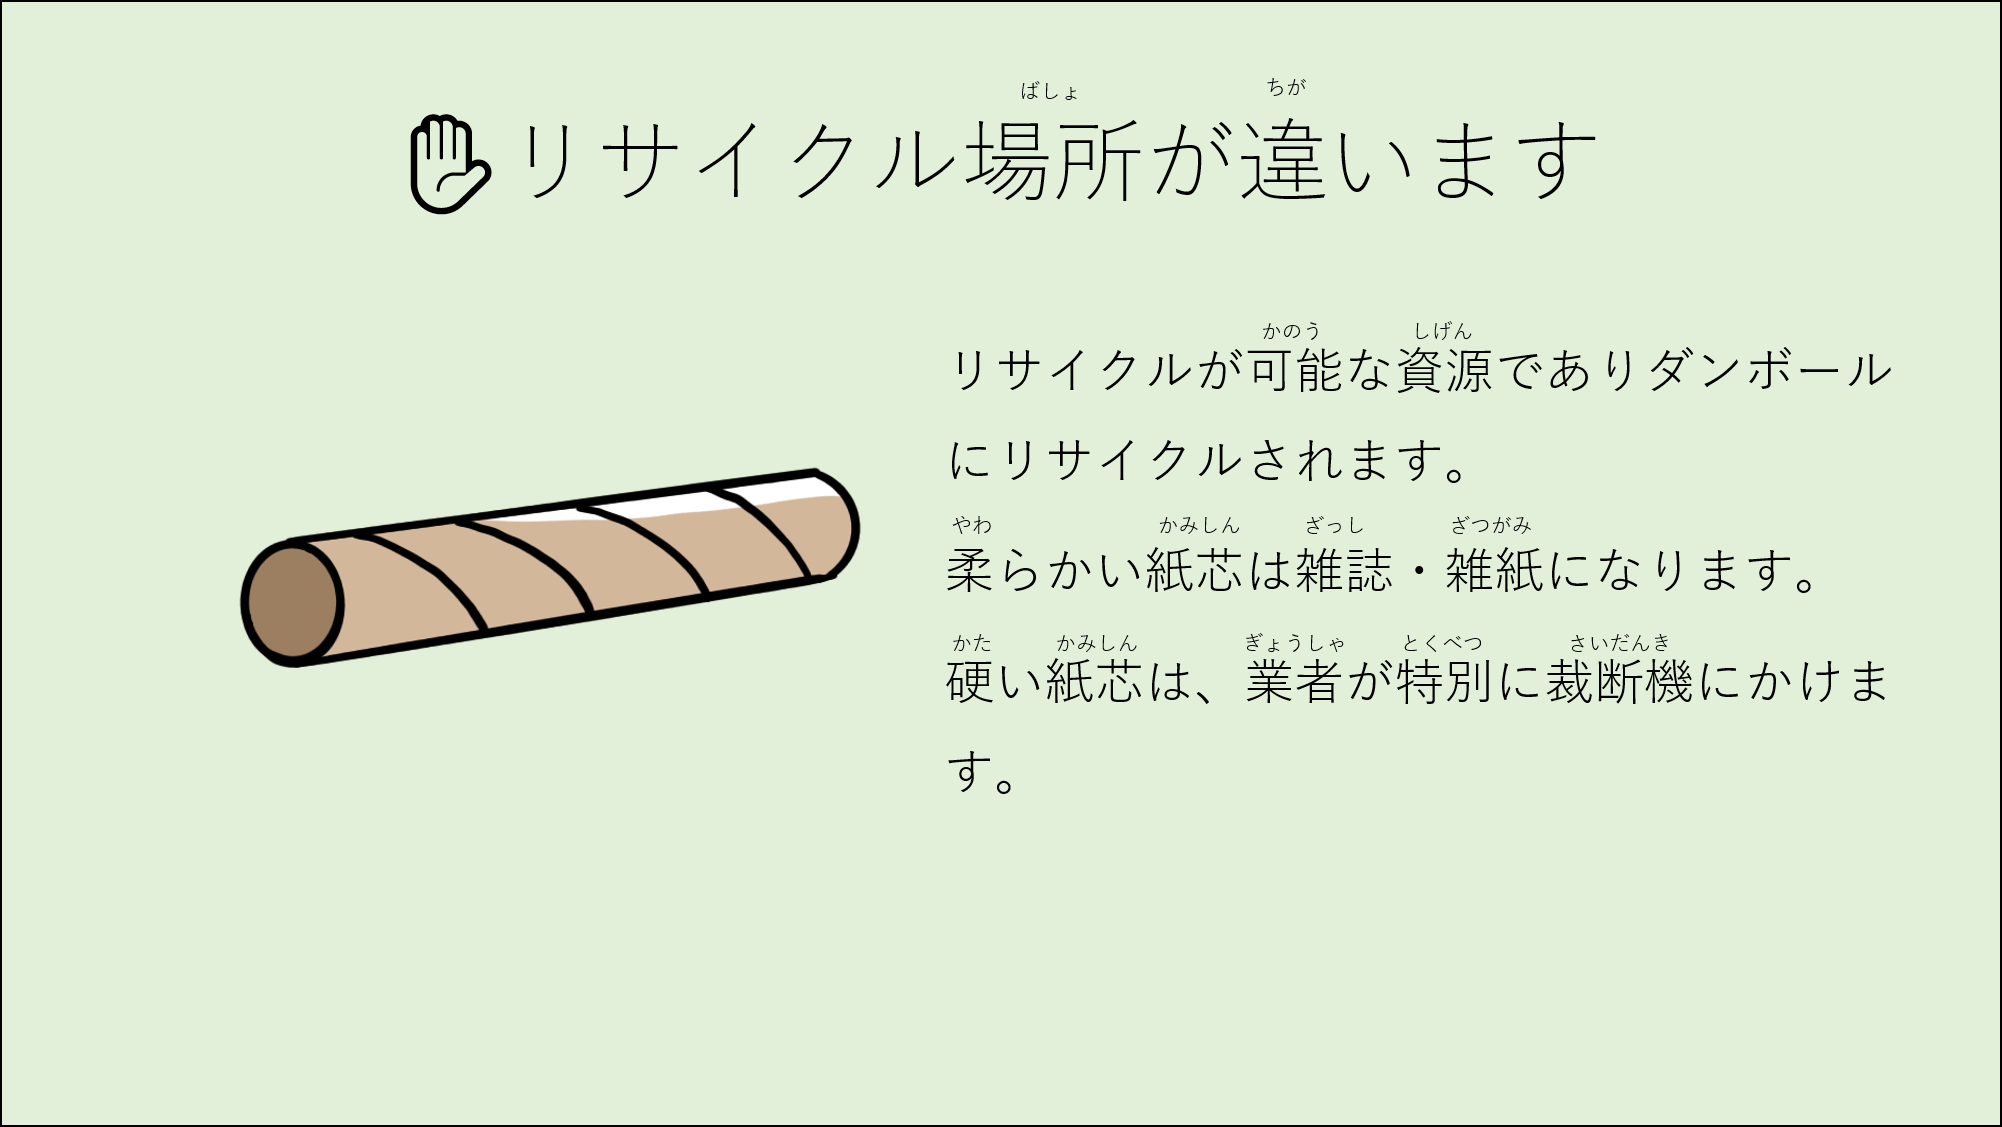 ばしょ ちが
リサイクル場所が違います
かのう しげん
リサイクルが可能な資源でありダンボール
にリサイクルされます。
やわ かみしん ざっし ざつがみ
柔らかい紙芯は雑誌・雑紙になります。
かた かみしん ぎょうしゃ とくべつ さいだんき
硬い紙芯は、業者が特別に裁断機にかけま
す。